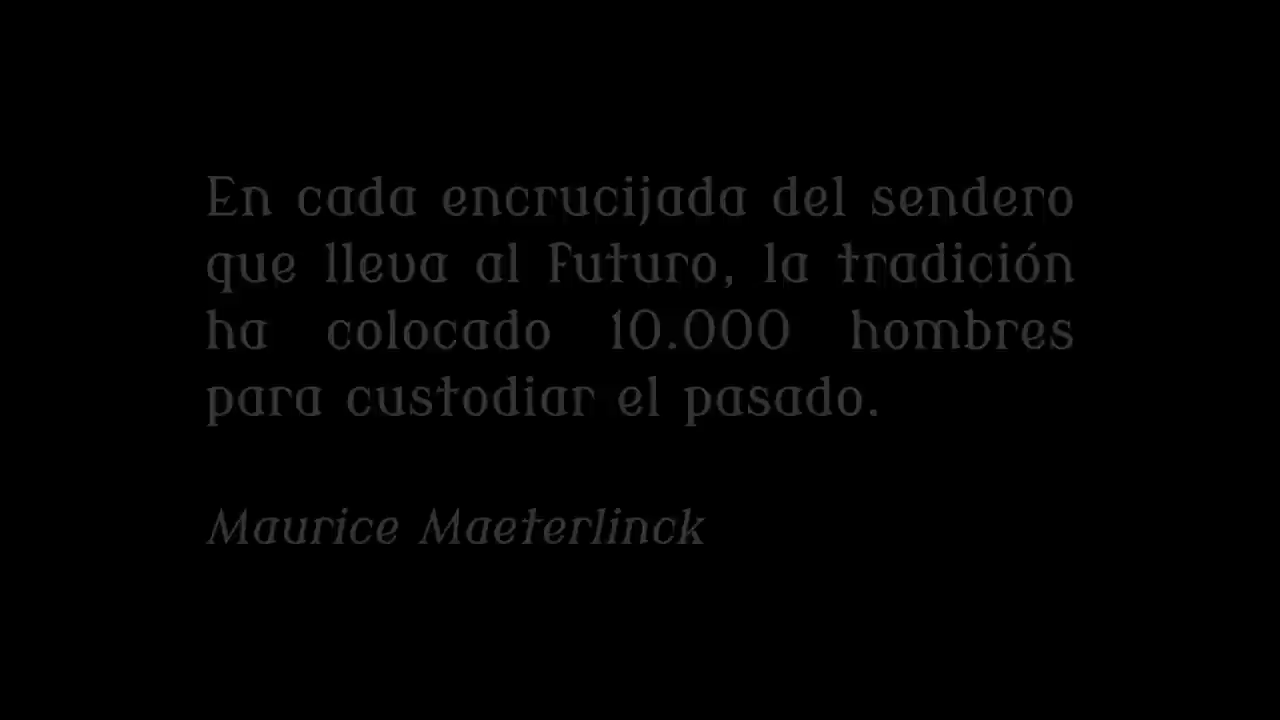 En cada encrucijada del sendero
que lleva al futuro, la tradición
ha colocado 10.000 hombres
para custodiar el pasado.
Maurice Maeterlinck